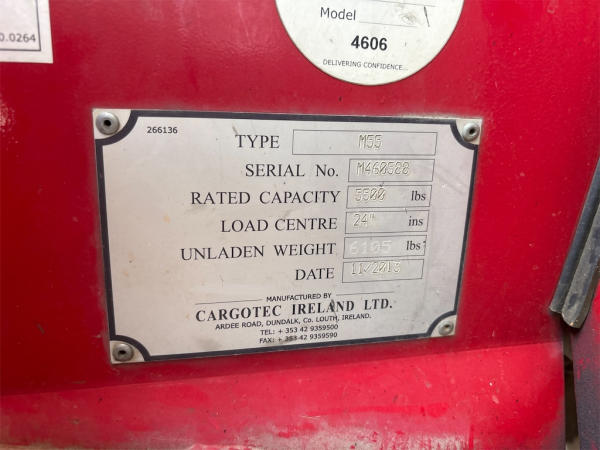 0.0264
Model
4606
DELIVERING CONFIDENCE...
266136
TYPE M55
SERIAL No. M460588
RATED CAPACITY 5500 lbs
LOAD CENTRE 24" ins
UNLADEN WEIGHT 6105 lbs
DATE 11/2013
MANUFACTURED BY
CARGOTEC IRELAND LTD.
ARDEE ROAD, DUNDALK, Co. LOUTH, IRELAND.
TEL: + 353 42 9359500
FAX: + 353 42 9359590